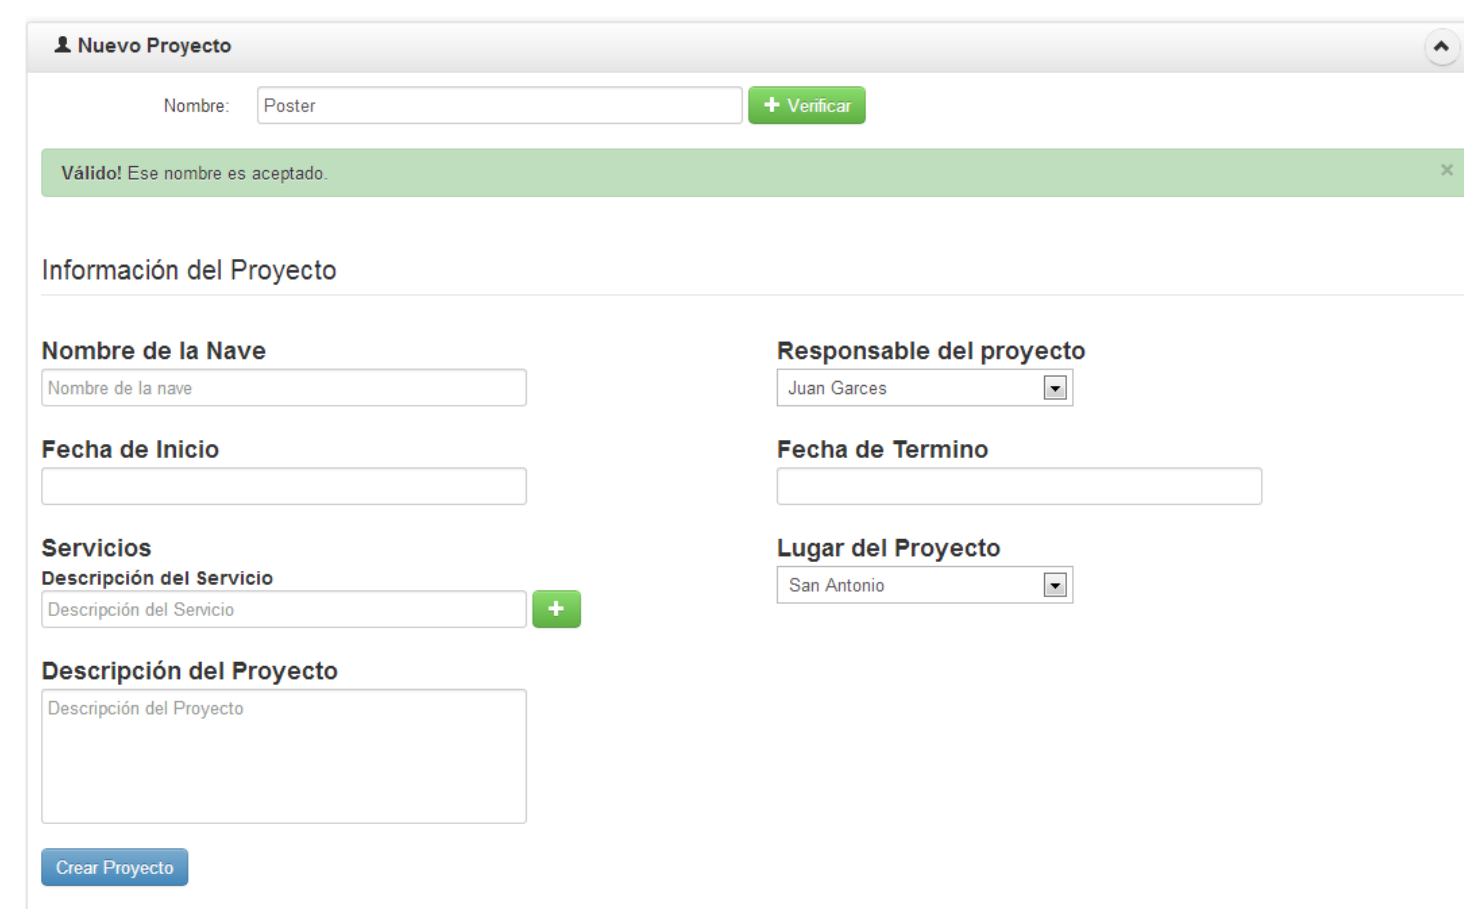 Nuevo Proyecto
Nombre: Poster + Verificar
Válido! Ese nombre es aceptado. ×
Información del Proyecto
Nombre de la Nave
Nombre de la nave
Responsable del proyecto
Juan Garces
Fecha de Inicio
Fecha de Termino
Servicios
Descripción del Servicio
Descripción del Servicio +
Lugar del Proyecto
San Antonio
Descripción del Proyecto
Descripción del Proyecto
Crear Proyecto